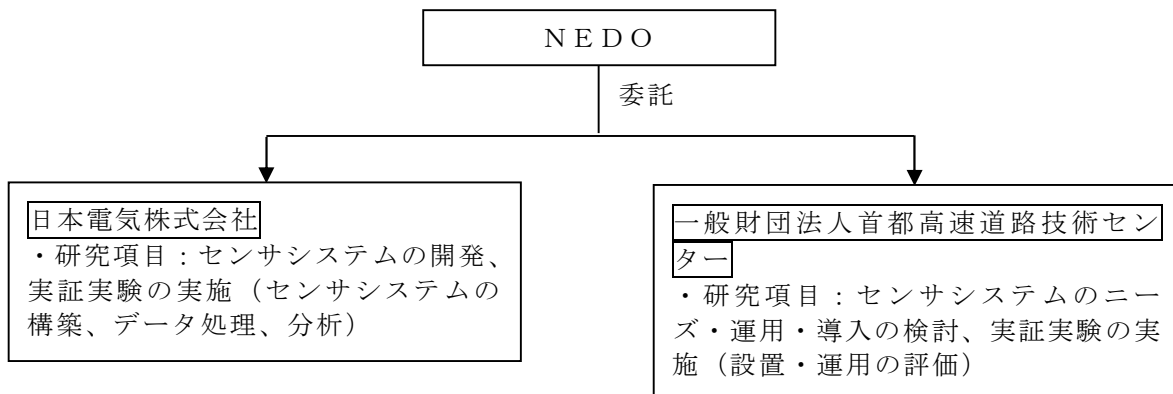 NEDO
委託
日本電気株式会社
・研究項目：センサシステムの開発、
実証実験の実施（センサシステムの
構築、データ処理、分析）
一般財団法人首都高速道路技術セン
ター
・研究項目：センサシステムのニー
ズ・運用・導入の検討、実証実験の実
施（設置・運用の評価）